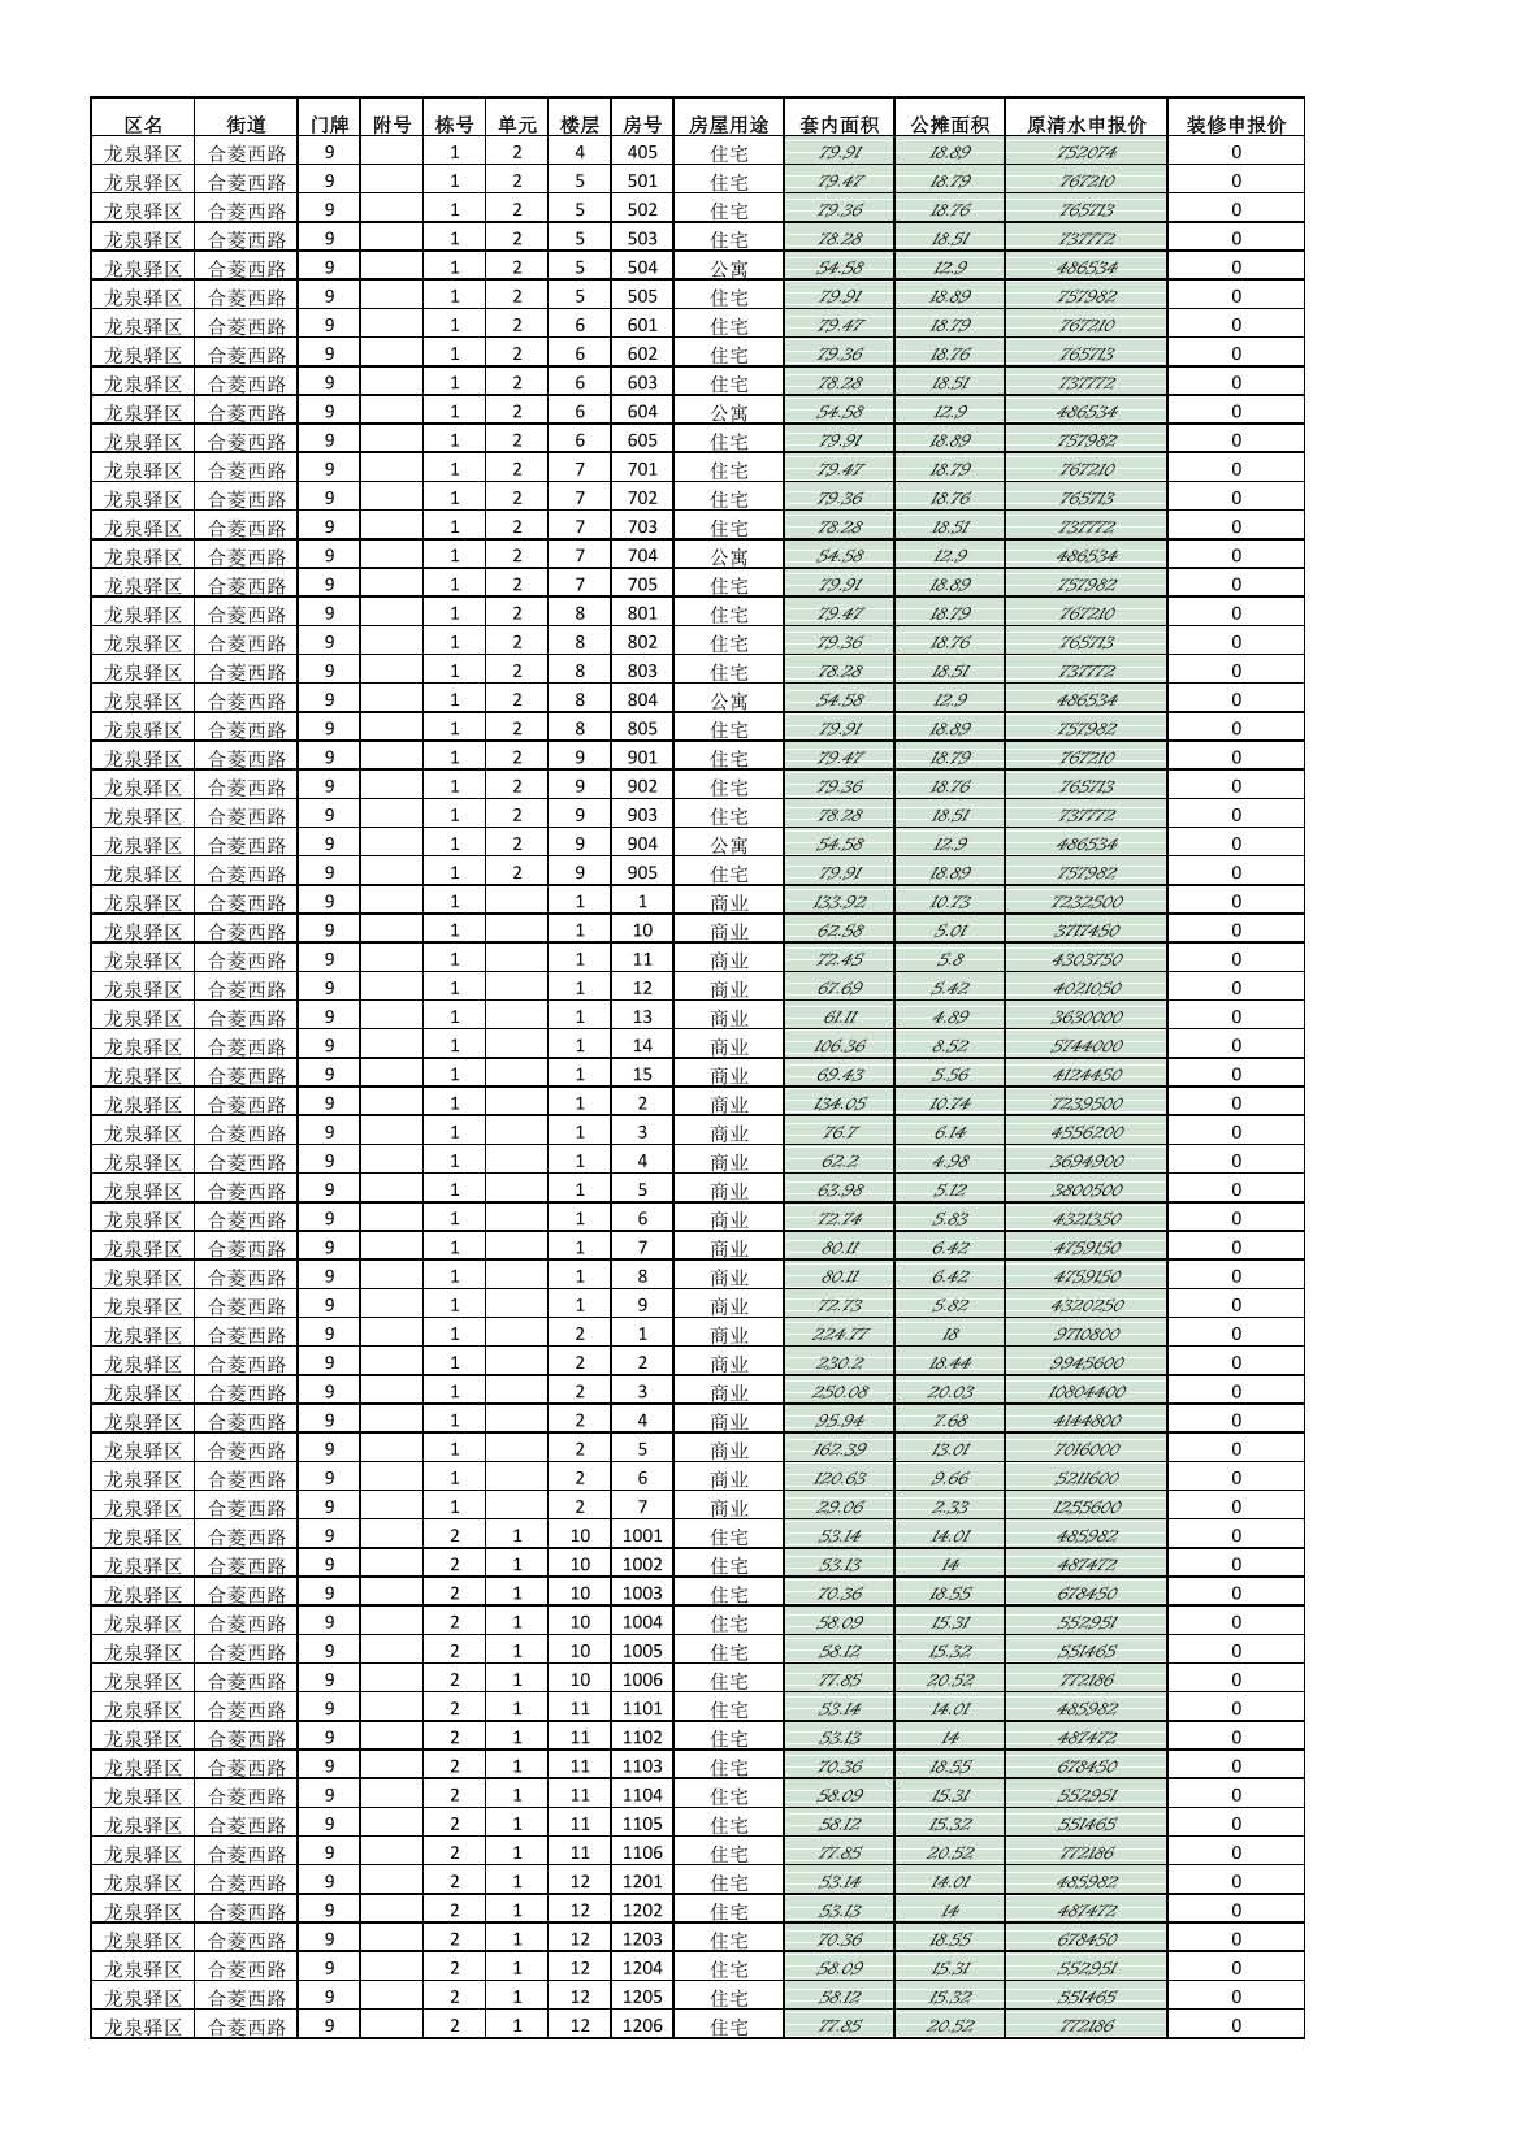 区名 街道 门牌 附号 栋号 单元 楼层 房号 房屋用途 套内面积 公摊面积 原清水申报价 装修申报价
龙泉驿区 合菱西路 9 1 2 4 405 住宅 79.91 18.89 752074 0
龙泉驿区 合菱西路 9 1 2 5 501 住宅 79.47 18.79 767210 0
龙泉驿区 合菱西路 9 1 2 5 502 住宅 79.36 18.76 765713 0
龙泉驿区 合菱西路 9 1 2 5 503 住宅 78.28 18.51 737772 0
龙泉驿区 合菱西路 9 1 2 5 504 公寓 54.58 12.9 486534 0
龙泉驿区 合菱西路 9 1 2 5 505 住宅 79.91 18.89 757982 0
龙泉驿区 合菱西路 9 1 2 6 601 住宅 79.47 18.79 767210 0
龙泉驿区 合菱西路 9 1 2 6 602 住宅 79.36 18.76 765713 0
龙泉驿区 合菱西路 9 1 2 6 603 住宅 78.28 18.51 737772 0
龙泉驿区 合菱西路 9 1 2 6 604 公寓 54.58 12.9 486534 0
龙泉驿区 合菱西路 9 1 2 6 605 住宅 79.91 18.89 757982 0
龙泉驿区 合菱西路 9 1 2 7 701 住宅 79.47 18.79 767210 0
龙泉驿区 合菱西路 9 1 2 7 702 住宅 79.36 18.76 765713 0
龙泉驿区 合菱西路 9 1 2 7 703 住宅 78.28 18.51 737772 0
龙泉驿区 合菱西路 9 1 2 7 704 公寓 54.58 12.9 486534 0
龙泉驿区 合菱西路 9 1 2 7 705 住宅 79.91 18.89 757982 0
龙泉驿区 合菱西路 9 1 2 8 801 住宅 79.47 18.79 767210 0
龙泉驿区 合菱西路 9 1 2 8 802 住宅 79.36 18.76 765713 0
龙泉驿区 合菱西路 9 1 2 8 803 住宅 78.28 18.51 737772 0
龙泉驿区 合菱西路 9 1 2 8 804 公寓 54.58 12.9 486534 0
龙泉驿区 合菱西路 9 1 2 8 805 住宅 79.91 18.89 757982 0
龙泉驿区 合菱西路 9 1 2 9 901 住宅 79.47 18.79 767210 0
龙泉驿区 合菱西路 9 1 2 9 902 住宅 79.36 18.76 765713 0
龙泉驿区 合菱西路 9 1 2 9 903 住宅 78.28 18.51 737772 0
龙泉驿区 合菱西路 9 1 2 9 904 公寓 54.58 12.9 486534 0
龙泉驿区 合菱西路 9 1 2 9 905 住宅 79.91 18.89 757982 0
龙泉驿区 合菱西路 9 1 1 1 商业 133.92 10.73 7232500 0
龙泉驿区 合菱西路 9 1 1 10 商业 62.58 5.01 3717450 0
龙泉驿区 合菱西路 9 1 1 11 商业 72.45 5.8 4303750 0
龙泉驿区 合菱西路 9 1 1 12 商业 67.69 5.42 4021050 0
龙泉驿区 合菱西路 9 1 1 13 商业 61.11 4.89 3630000 0
龙泉驿区 合菱西路 9 1 1 14 商业 106.36 8.52 5744000 0
龙泉驿区 合菱西路 9 1 1 15 商业 69.43 5.56 4124450 0
龙泉驿区 合菱西路 9 1 1 2 商业 134.05 10.74 7239500 0
龙泉驿区 合菱西路 9 1 1 3 商业 76.7 6.14 4556200 0
龙泉驿区 合菱西路 9 1 1 4 商业 62.2 4.98 3694900 0
龙泉驿区 合菱西路 9 1 1 5 商业 63.98 5.12 3800500 0
龙泉驿区 合菱西路 9 1 1 6 商业 72.74 5.83 4321350 0
龙泉驿区 合菱西路 9 1 1 7 商业 80.11 6.42 4759150 0
龙泉驿区 合菱西路 9 1 1 8 商业 80.11 6.42 4759150 0
龙泉驿区 合菱西路 9 1 1 9 商业 72.73 5.82 4320250 0
龙泉驿区 合菱西路 9 1 2 1 商业 224.77 18 9710800 0
龙泉驿区 合菱西路 9 1 2 2 商业 230.2 18.44 9945600 0
龙泉驿区 合菱西路 9 1 2 3 商业 250.08 20.03 10804400 0
龙泉驿区 合菱西路 9 1 2 4 商业 95.94 7.68 4144800 0
龙泉驿区 合菱西路 9 1 2 5 商业 162.39 13.01 7016000 0
龙泉驿区 合菱西路 9 1 2 6 商业 120.63 9.66 5211600 0
龙泉驿区 合菱西路 9 1 2 7 商业 29.06 2.33 1255600 0
龙泉驿区 合菱西路 9 2 1 10 1001 住宅 53.14 14.01 485982 0
龙泉驿区 合菱西路 9 2 1 10 1002 住宅 53.13 14 487472 0
龙泉驿区 合菱西路 9 2 1 10 1003 住宅 70.36 18.55 678450 0
龙泉驿区 合菱西路 9 2 1 10 1004 住宅 58.09 15.31 552951 0
龙泉驿区 合菱西路 9 2 1 10 1005 住宅 58.12 15.32 551465 0
龙泉驿区 合菱西路 9 2 1 10 1006 住宅 77.85 20.52 772186 0
龙泉驿区 合菱西路 9 2 1 11 1101 住宅 53.14 14.01 485982 0
龙泉驿区 合菱西路 9 2 1 11 1102 住宅 53.13 14 487472 0
龙泉驿区 合菱西路 9 2 1 11 1103 住宅 70.36 18.55 678450 0
龙泉驿区 合菱西路 9 2 1 11 1104 住宅 58.09 15.31 552951 0
龙泉驿区 合菱西路 9 2 1 11 1105 住宅 58.12 15.32 551465 0
龙泉驿区 合菱西路 9 2 1 11 1106 住宅 77.85 20.52 772186 0
龙泉驿区 合菱西路 9 2 1 12 1201 住宅 53.14 14.01 485982 0
龙泉驿区 合菱西路 9 2 1 12 1202 住宅 53.13 14 487472 0
龙泉驿区 合菱西路 9 2 1 12 1203 住宅 70.36 18.55 678450 0
龙泉驿区 合菱西路 9 2 1 12 1204 住宅 58.09 15.31 552951 0
龙泉驿区 合菱西路 9 2 1 12 1205 住宅 58.12 15.32 551465 0
龙泉驿区 合菱西路 9 2 1 12 1206 住宅 77.85 20.52 772186 0